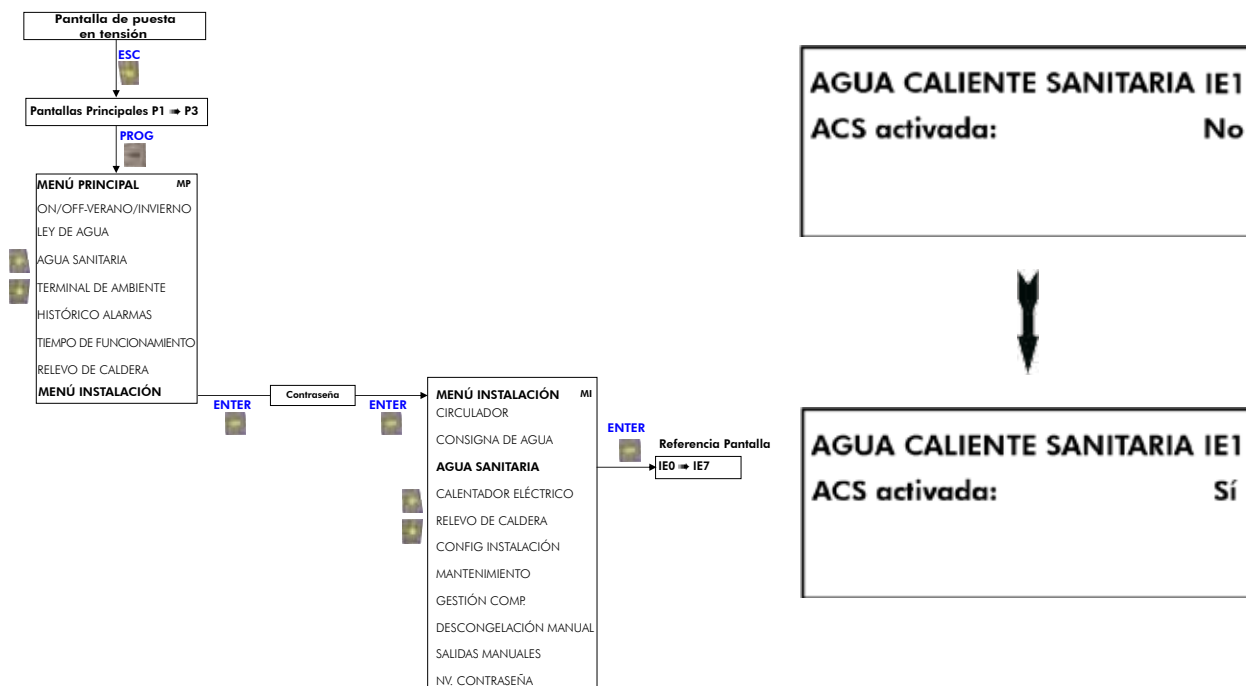 Pantalla de puesta
en tensión
ESC
Pantallas Principales P1 ➠ P3
PROG
MENÚ PRINCIPAL MP
ON/OFF-VERANO/INVIERNO
LEY DE AGUA
AGUA SANITARIA
TERMINAL DE AMBIENTE
HISTÓRICO ALARMAS
TIEMPO DE FUNCIONAMIENTO
RELEVO DE CALDERA
MENÚ INSTALACIÓN
ENTER
Contraseña
ENTER
MENÚ INSTALACIÓN MI
CIRCULADOR
CONSIGNA DE AGUA
AGUA SANITARIA
CALENTADOR ELÉCTRICO
RELEVO DE CALDERA
CONFIG INSTALACIÓN
MANTENIMIENTO
GESTIÓN COMP.
DESCONGELACIÓN MANUAL
SALIDAS MANUALES
NV. CONTRASEÑA
ENTER
Referencia Pantalla
IE0 ➠ IE7
AGUA CALIENTE SANITARIA IE1
ACS activada: No
AGUA CALIENTE SANITARIA IE1
ACS activada: Sí